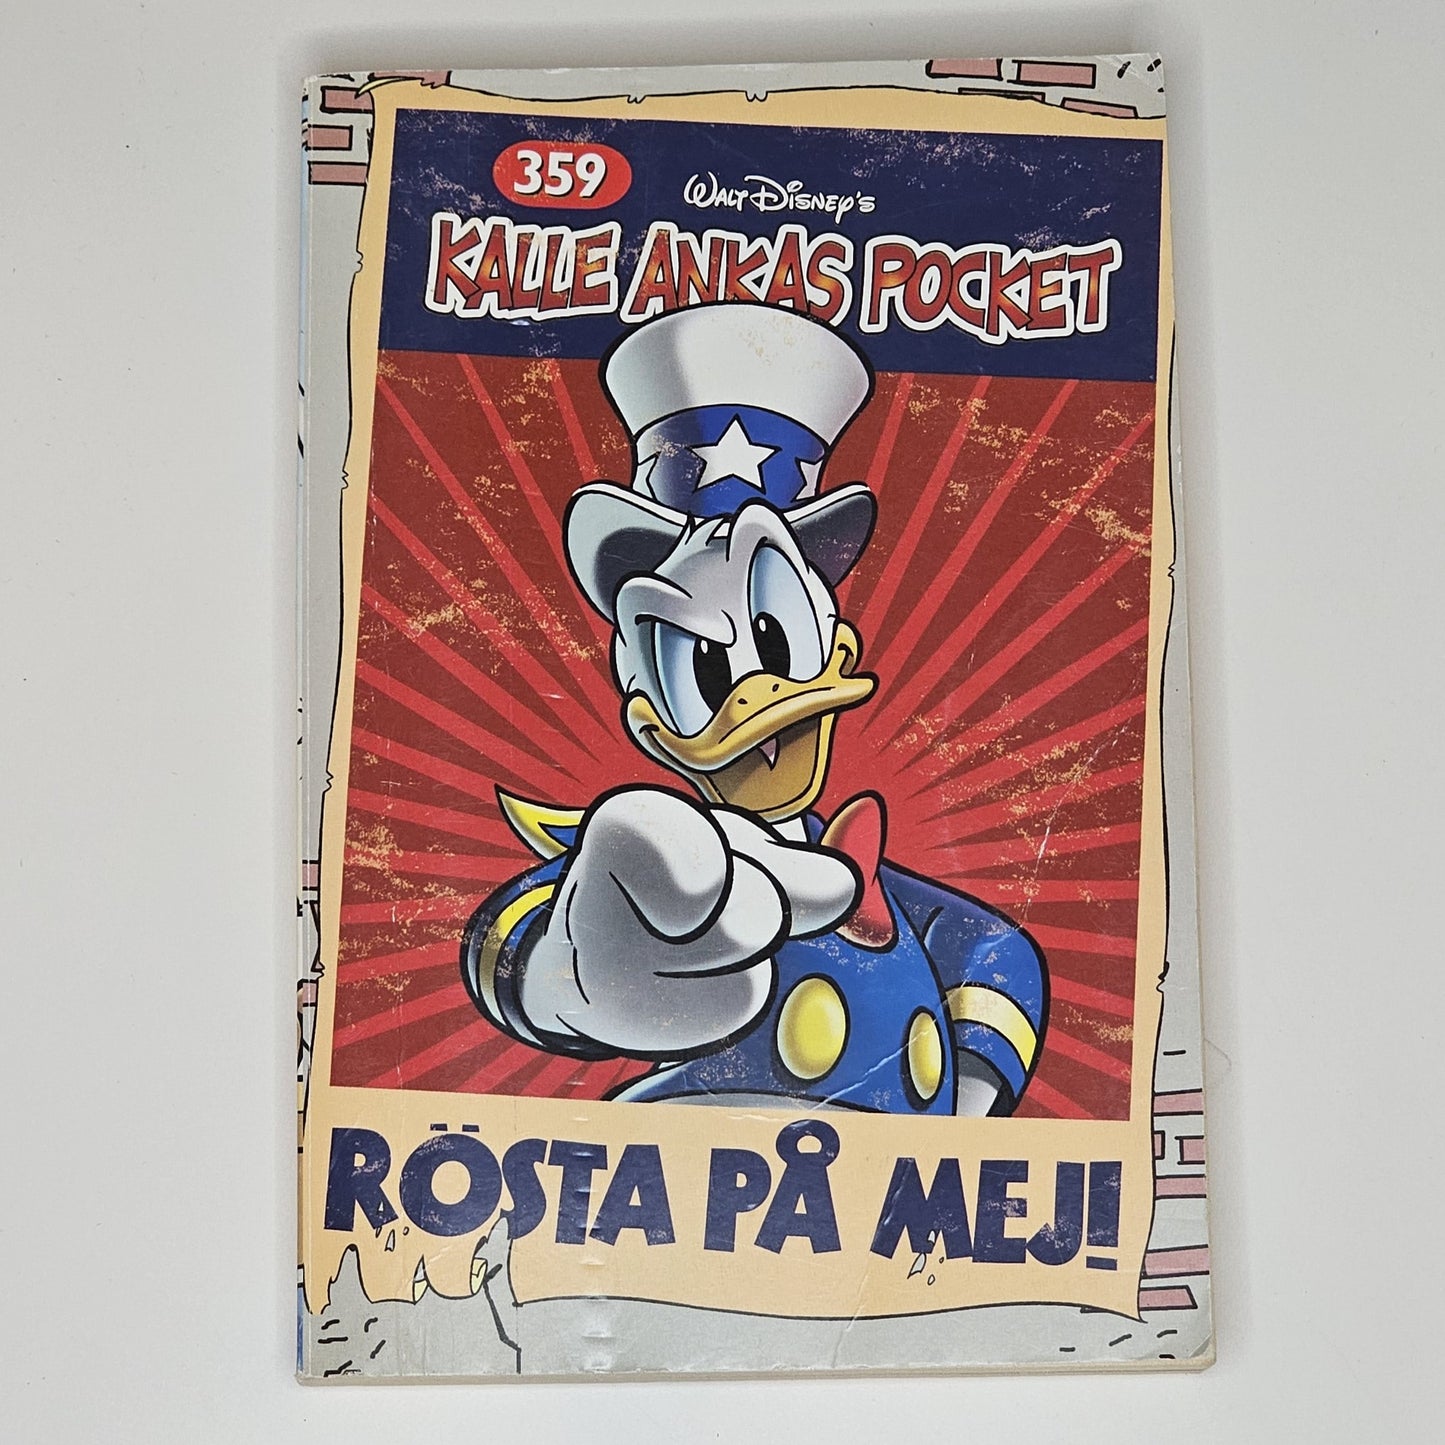 359
WALT DISNEY'S
KALLE ANKAS POCKET
RÖSTA PÅ MEJ!